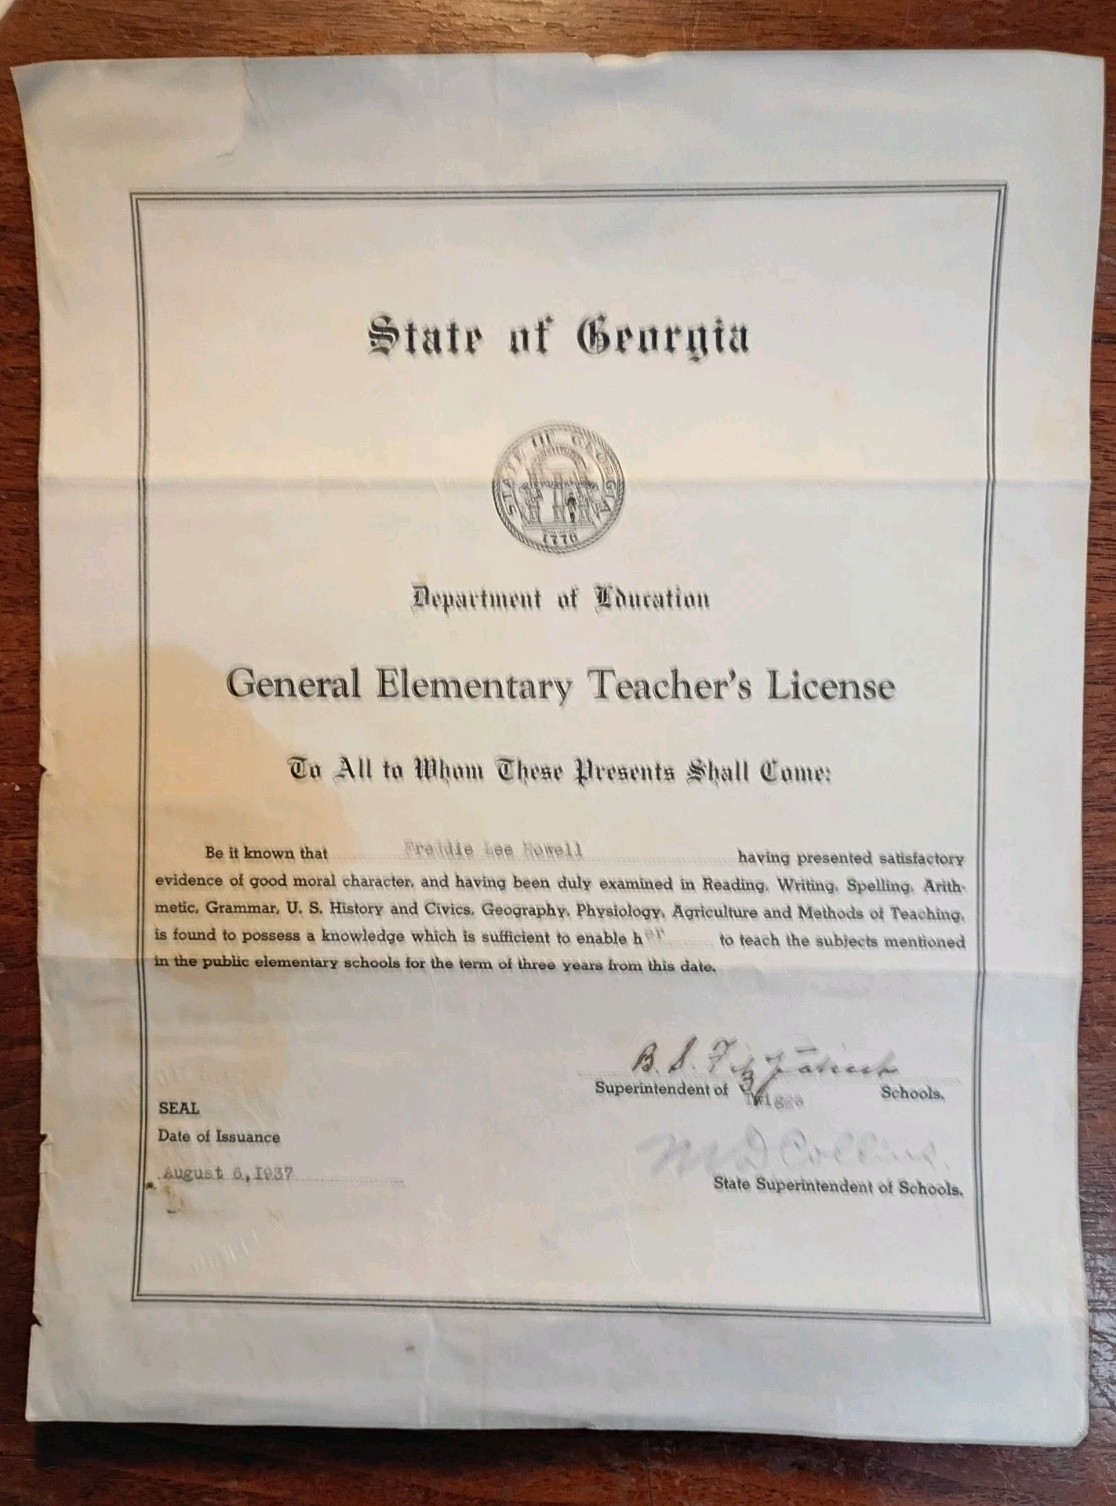 State of Georgia
STATE OF GEORGIA
1776
Department of Education
General Elementary Teacher's License
To All to Whom These Presents Shall Come:
Be it known that Freddie Lee Howell having presented satisfactory
evidence of good moral character, and having been duly examined in Reading, Writing, Spelling, Arith-
metic, Grammar, U. S. History and Civics, Geography, Physiology, Agriculture and Methods of Teaching,
is found to possess a knowledge which is sufficient to enable her to teach the subjects mentioned
in the public elementary schools for the term of three years from this date.
B. S. Fitzpatrick
Superintendent of Twiggs Schools.
SEAL
Date of Issuance
M D Collins.
August 6, 1937
State Superintendent of Schools.